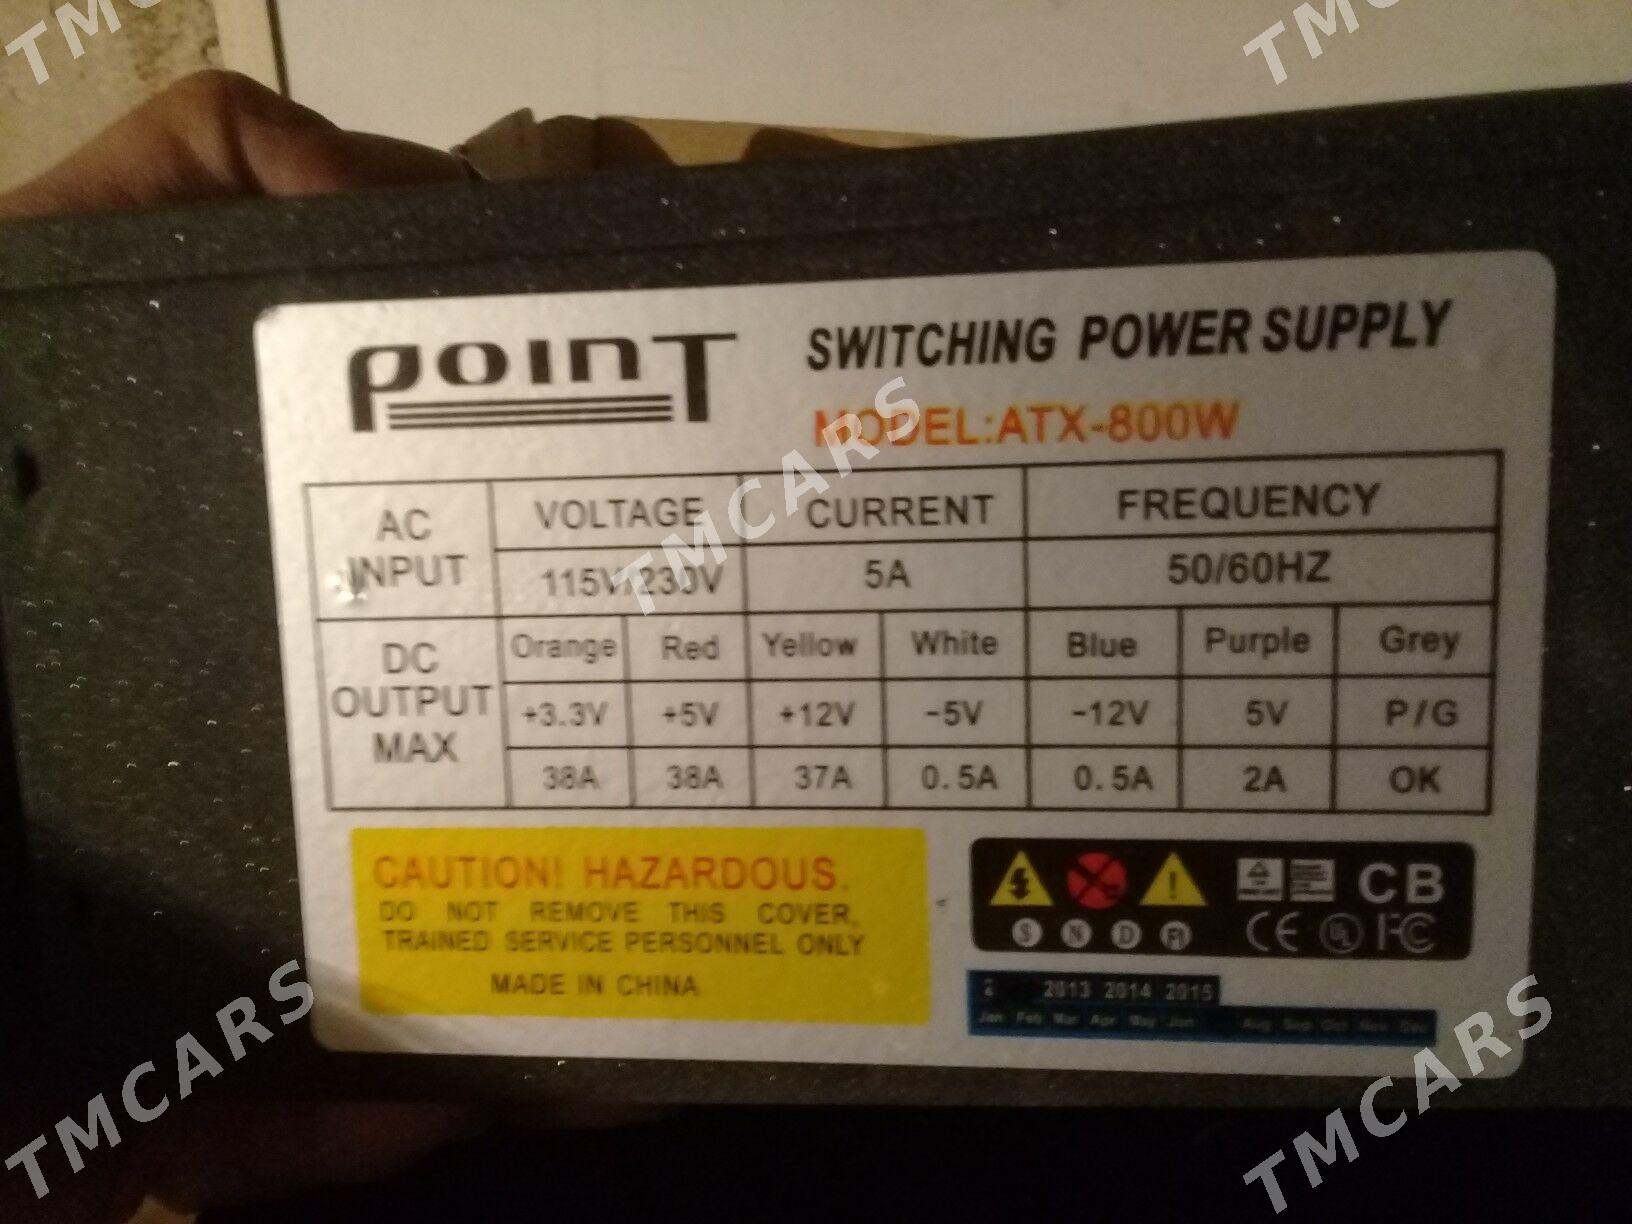 TMCARS
TMCARS
POINT
SWITCHING POWER SUPPLY
MODEL:ATX-800W
AC INPUT
VOLTAGE CURRENT FREQUENCY
115V/230V 5A 50/60HZ
TMCARS
DC OUTPUT MAX
Orange Red Yellow White Blue Purple Grey
+3.3V +5V +12V -5V -12V 5V P/G
38A 38A 37A 0.5A 0.5A 2A OK
CAUTION! HAZARDOUS.
DO NOT REMOVE THIS COVER,
TRAINED SERVICE PERSONNEL ONLY
MADE IN CHINA
CB
S N D FI CE UL FC
2013 2014 2015
Jan Feb Mar Apr May Jun Aug Sep Oct Nov Dec
TMCARS
TMCARS